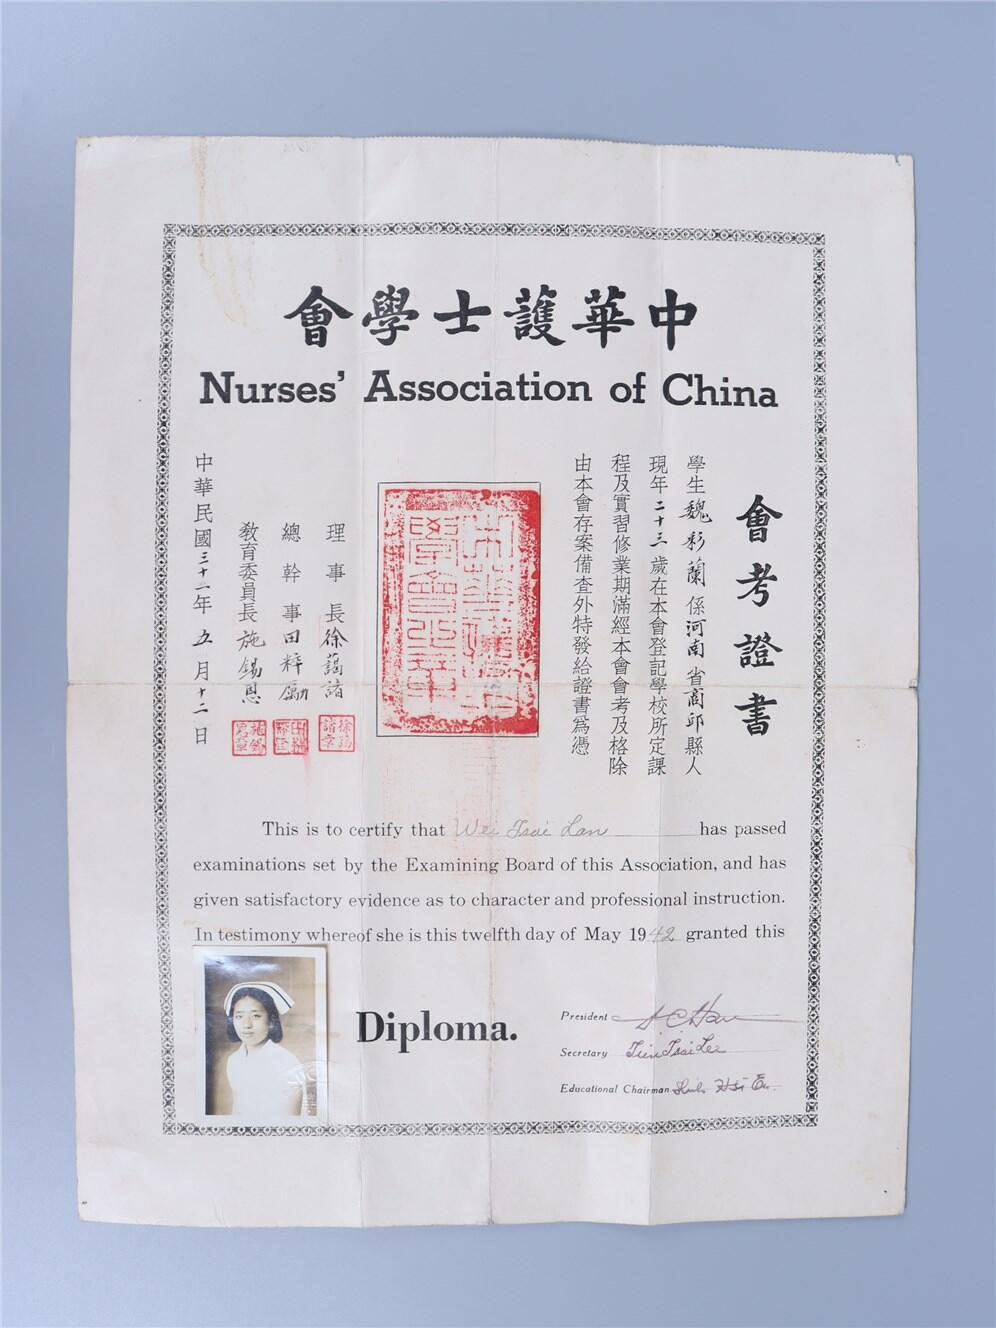 中華護士學會
Nurses' Association of China
會考證書
學生魏彩蘭係河南省商邱縣人
現年二十三歲在本會登記學校所定課
程及實習修業期滿經本會會考及格除
由本會存案備查外特發給證書為憑
理事長徐藹諸
總幹事田粹勵
教育委員長施錫恩
中華民國三十一年五月十二日
This is to certify that Wei Tsai Lan has passed
examinations set by the Examining Board of this Association, and has
given satisfactory evidence as to character and professional instruction.
In testimony whereof she is this twelfth day of May 1942 granted this
Diploma.
President
Secretary Tien Tsai Lee
Educational Chairman Shih Hsi En